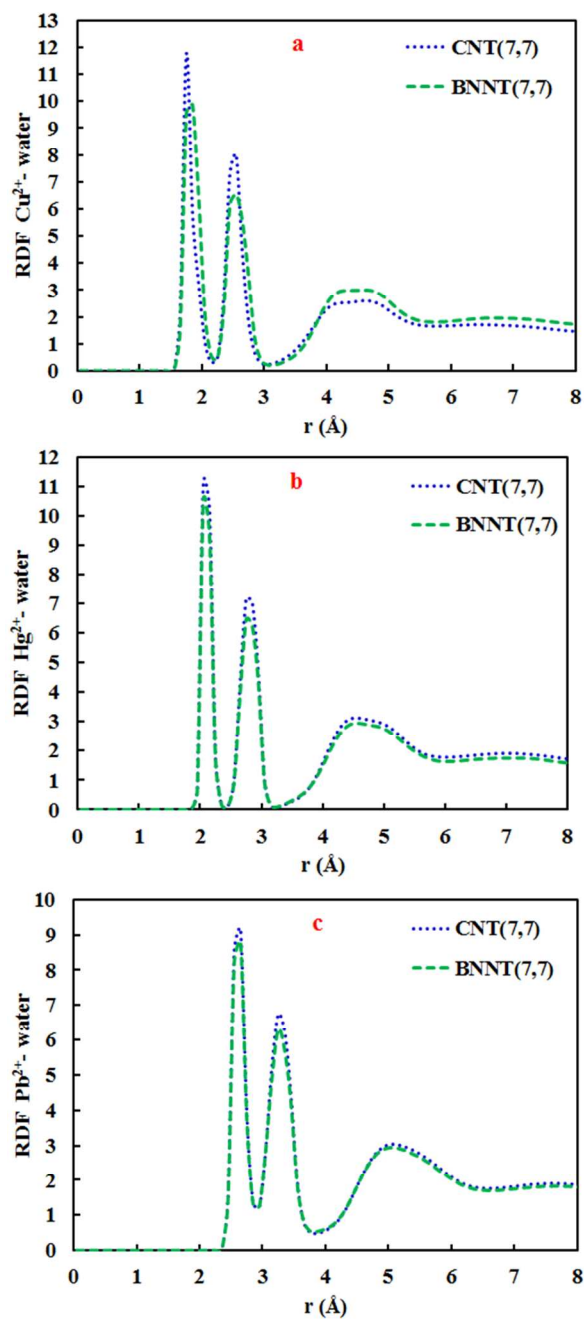 13
12
11
10
9
8
7
6
5
4
3
2
1
0
RDF Cu²⁺- water
a
CNT(7,7)
BNNT(7,7)
0 1 2 3 4 5 6 7 8
r (Å)
12
11
10
9
8
7
6
5
4
3
2
1
0
RDF Hg²⁺- water
b
CNT(7,7)
BNNT(7,7)
0 1 2 3 4 5 6 7 8
r (Å)
10
9
8
7
6
5
4
3
2
1
0
RDF Pb²⁺- water
c
CNT(7,7)
BNNT(7,7)
0 1 2 3 4 5 6 7 8
r (Å)